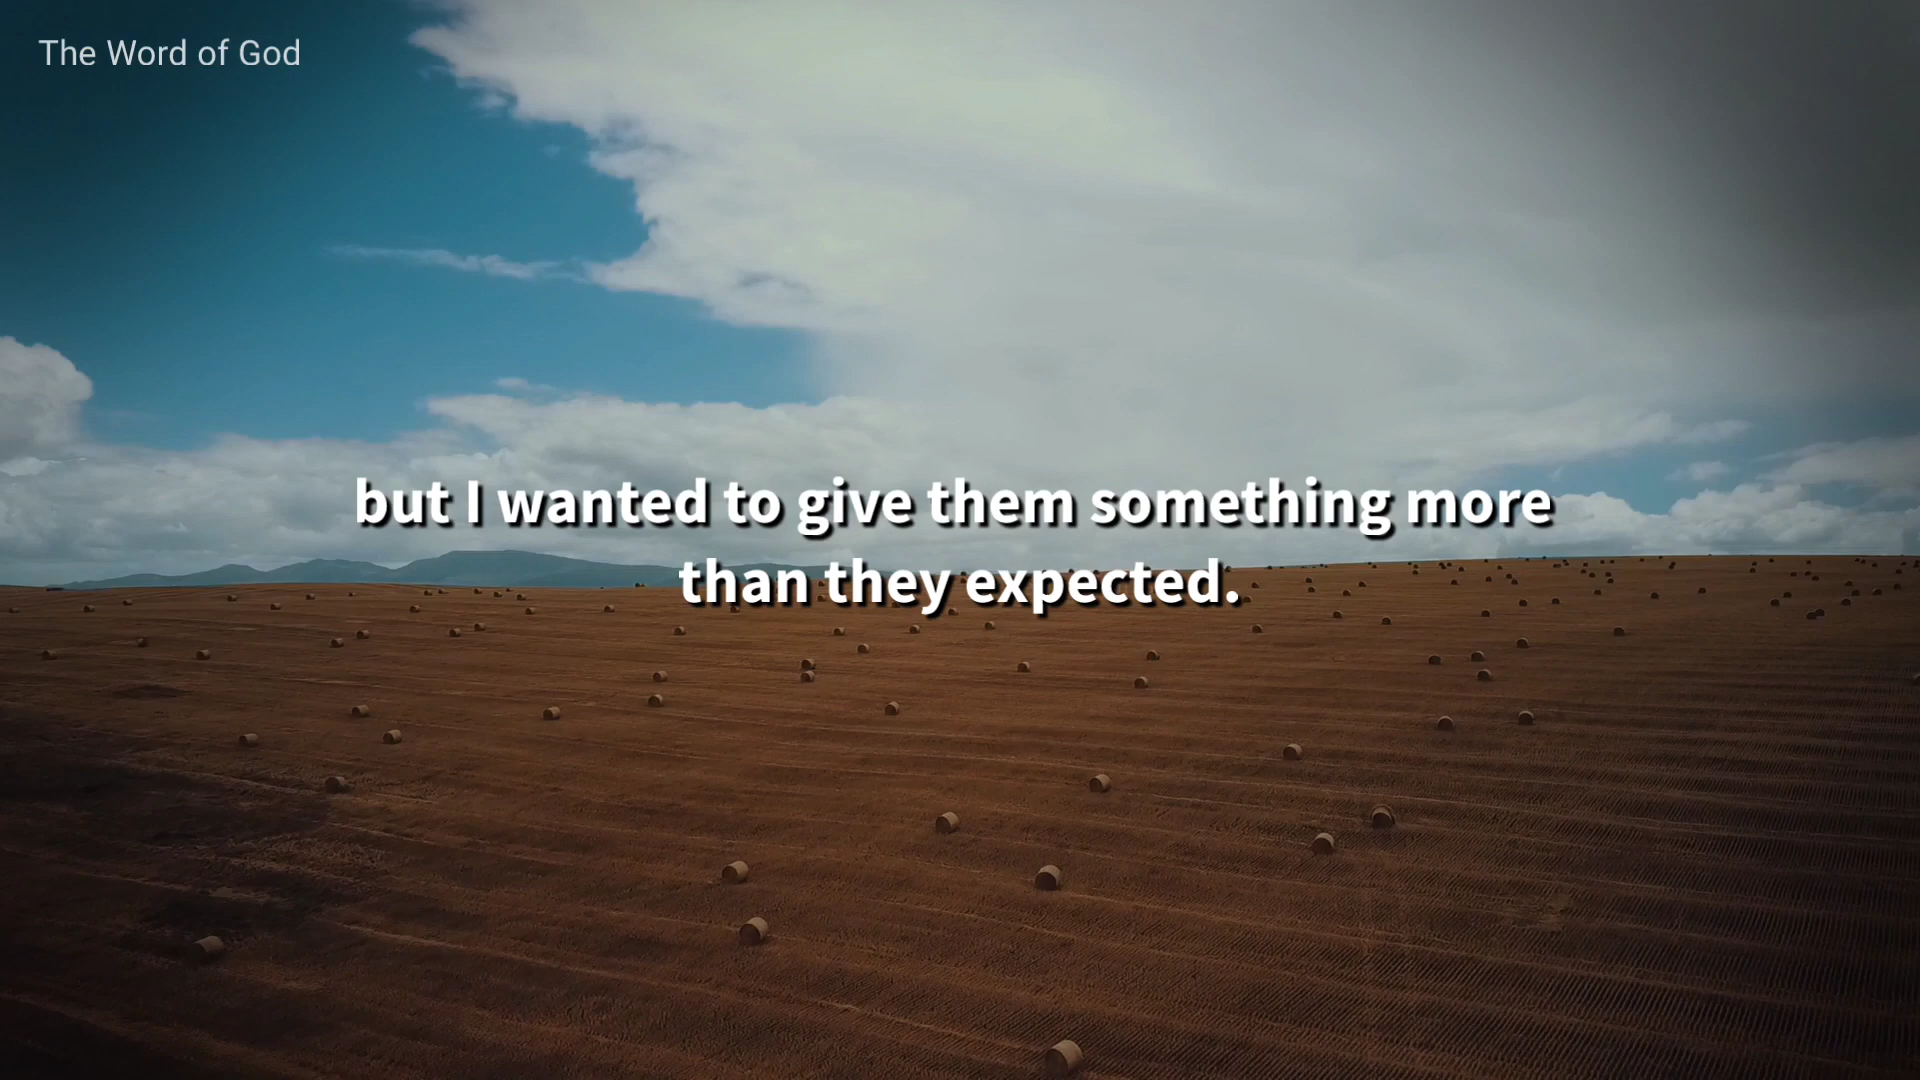 The Word of God
but I wanted to give them something more
than they expected.